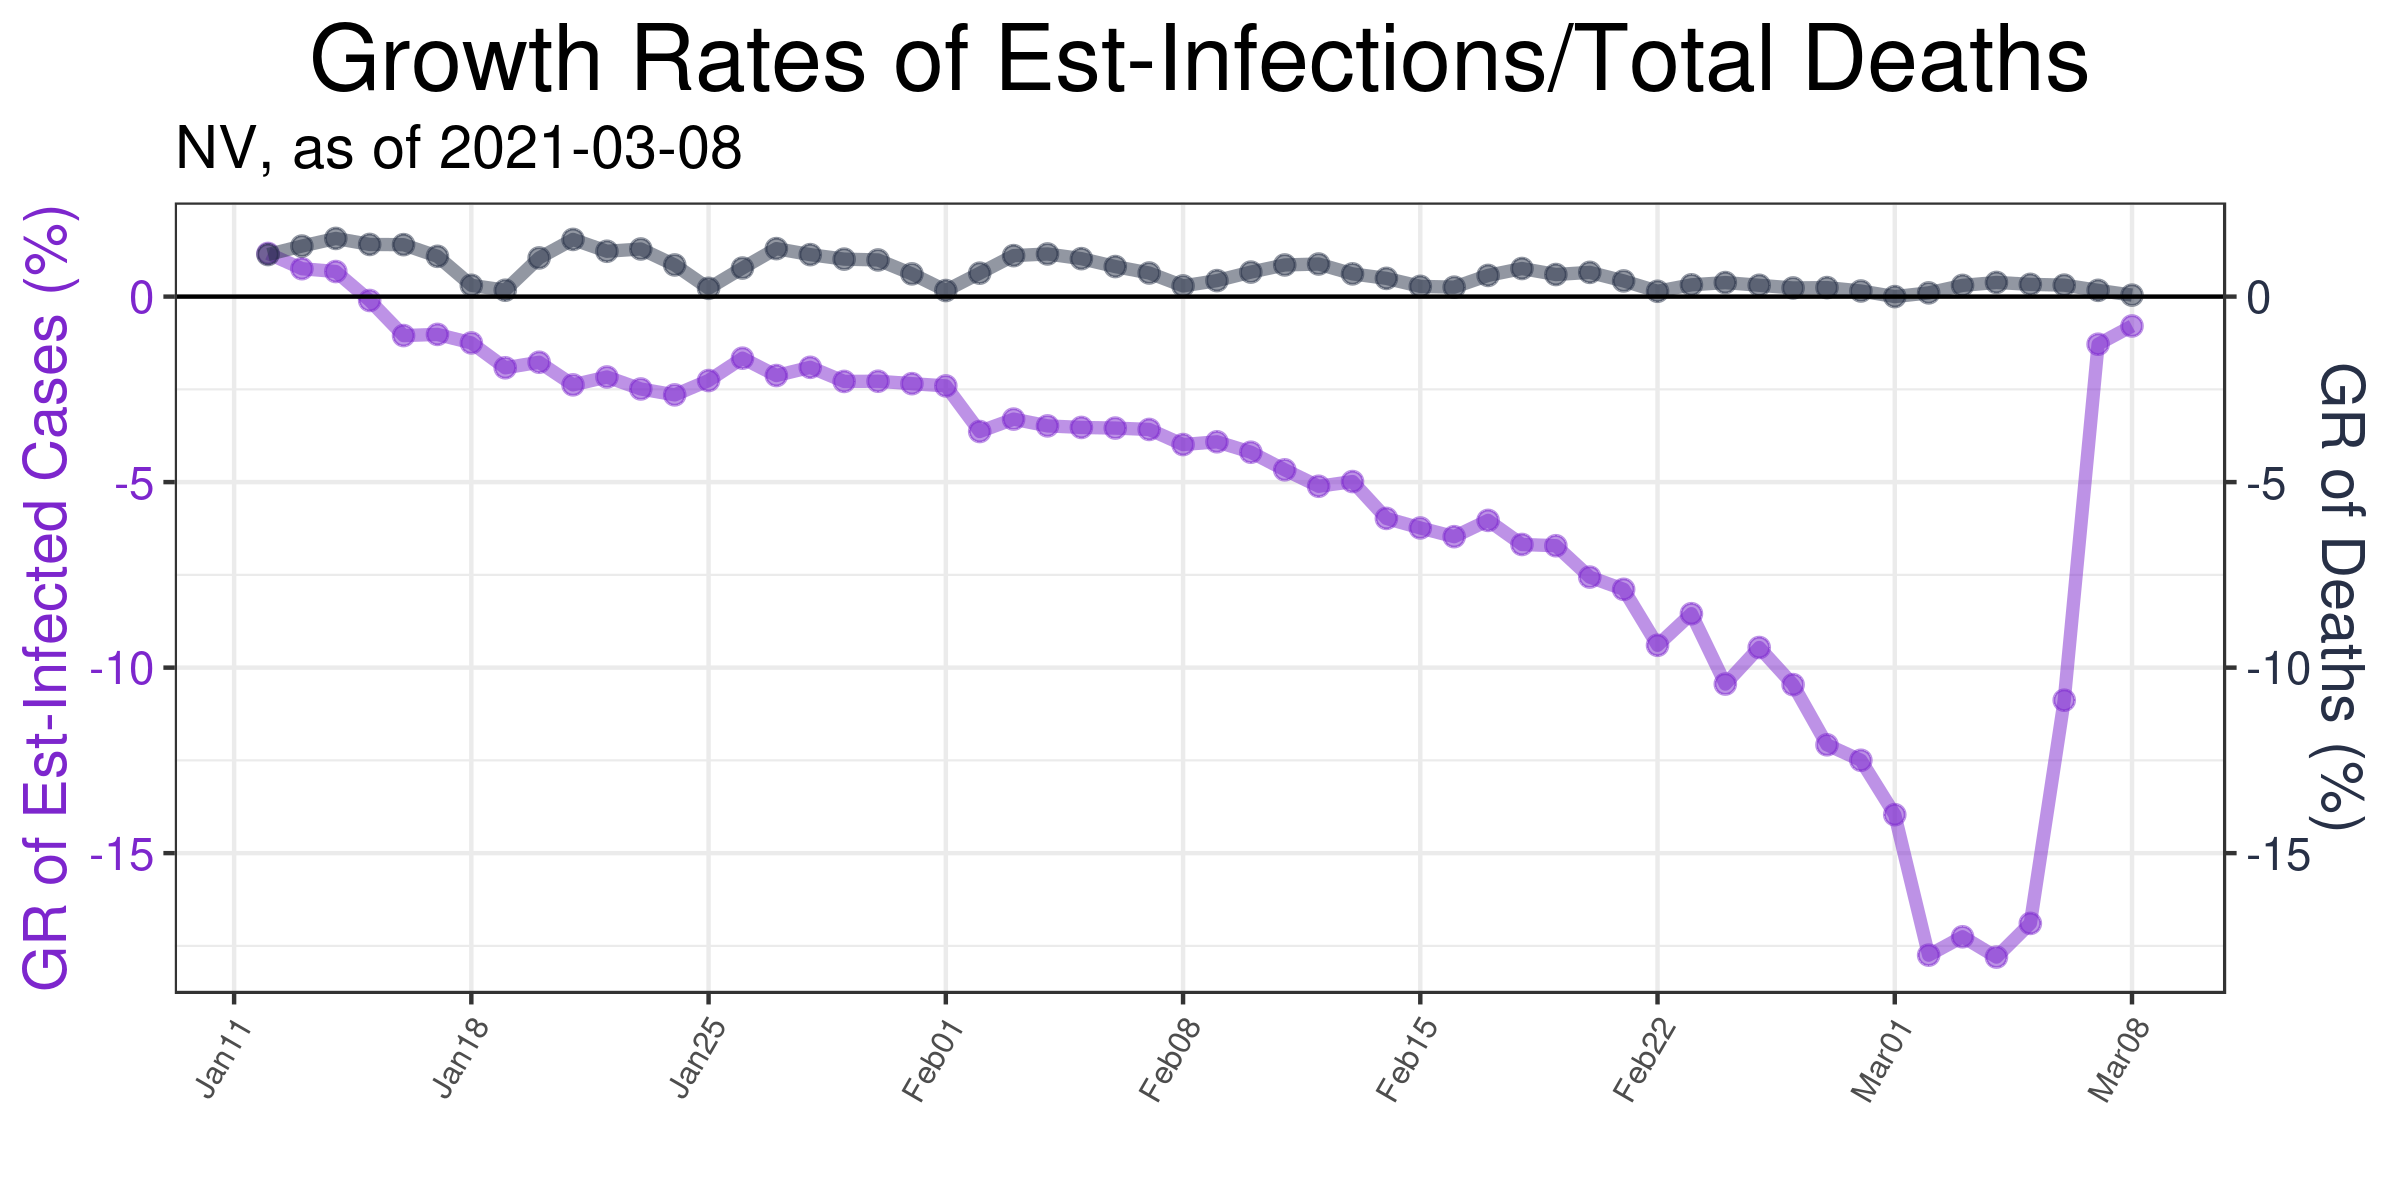 Growth Rates of Est-Infections/Total Deaths
NV, as of 2021-03-08
GR of Est-Infected Cases (%)
0
-5
-10
-15
0
-5
-10
-15
GR of Deaths (%)
Jan11
Jan18
Jan25
Feb01
Feb08
Feb15
Feb22
Mar01
Mar08